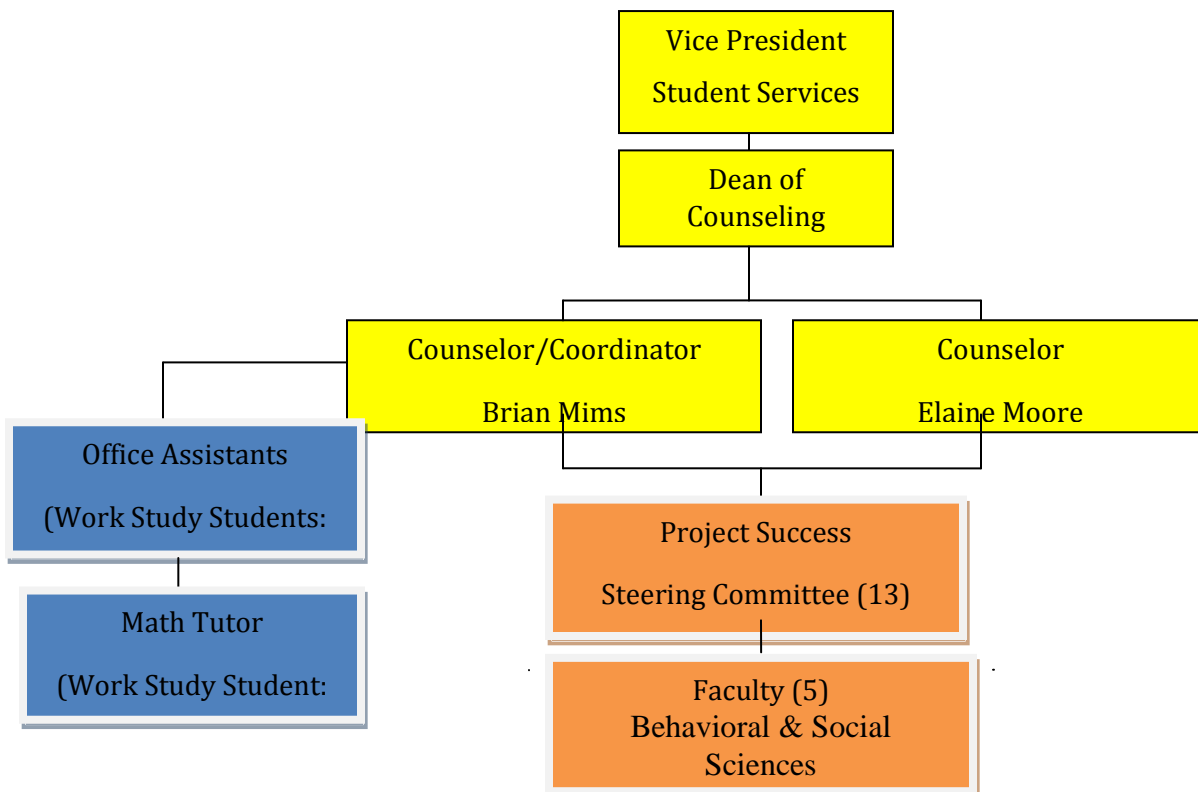 Vice President
Student Services
Dean of
Counseling
Counselor/Coordinator
Brian Mims
Counselor
Elaine Moore
Office Assistants
(Work Study Students:
Project Success
Steering Committee (13)
Math Tutor
(Work Study Student:
Faculty (5)
Behavioral & Social
Sciences